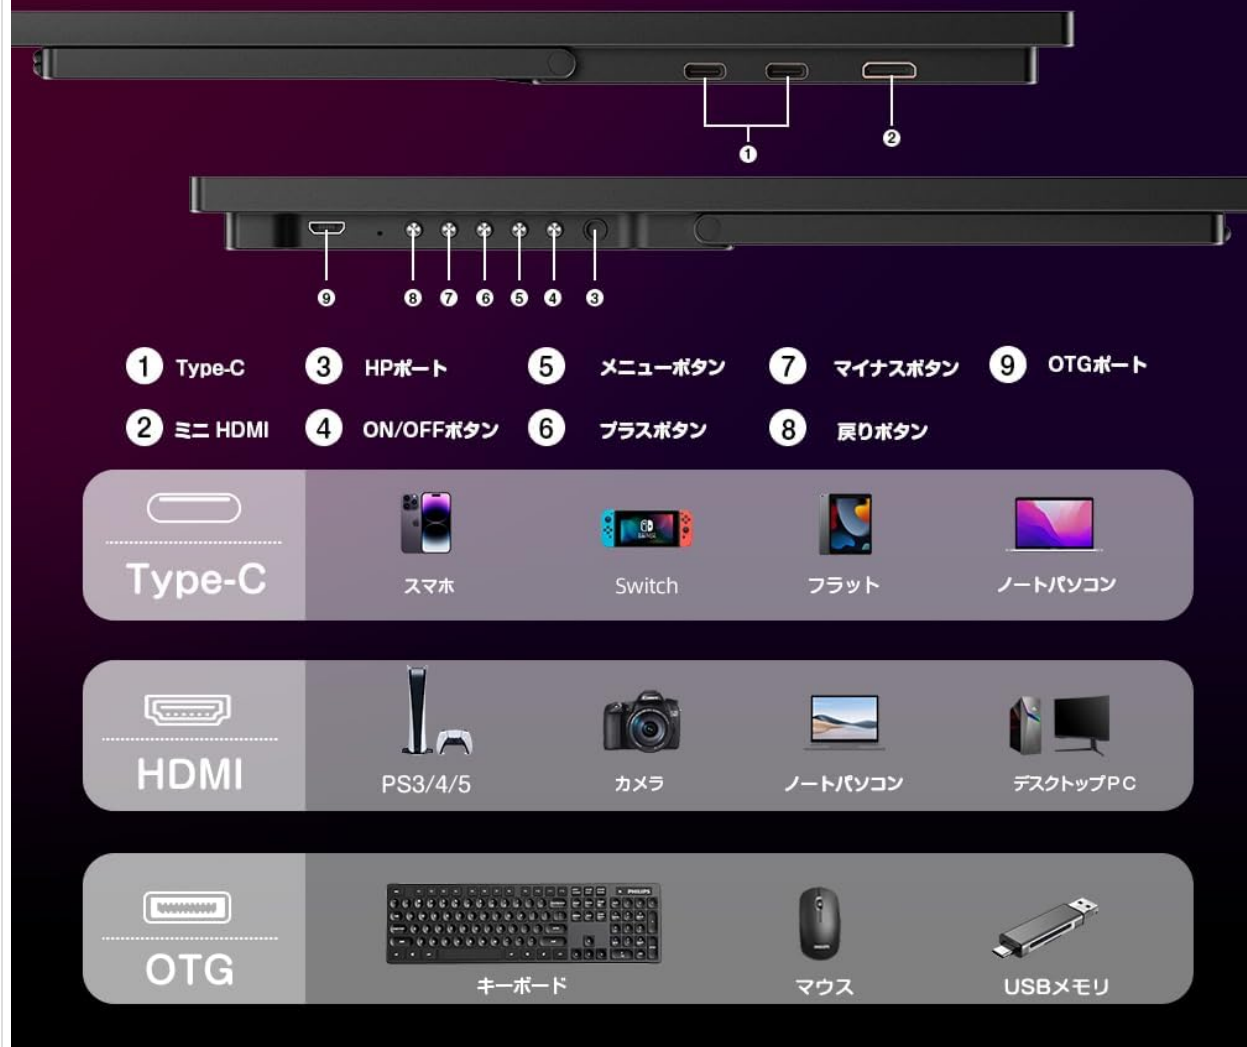 ① ②
⑨ ⑧ ⑦ ⑥ ⑤ ④ ③
① Type-C ③ HPポート ⑤ メニューボタン ⑦ マイナスボタン ⑨ OTGポート
② ミニ HDMI ④ ON/OFFボタン ⑥ プラスボタン ⑧ 戻りボタン
Type-C
スマホ Switch フラット ノートパソコン
HDMI
PS3/4/5 カメラ ノートパソコン デスクトップPC
OTG
PHILIPS
キーボード マウス USBメモリ